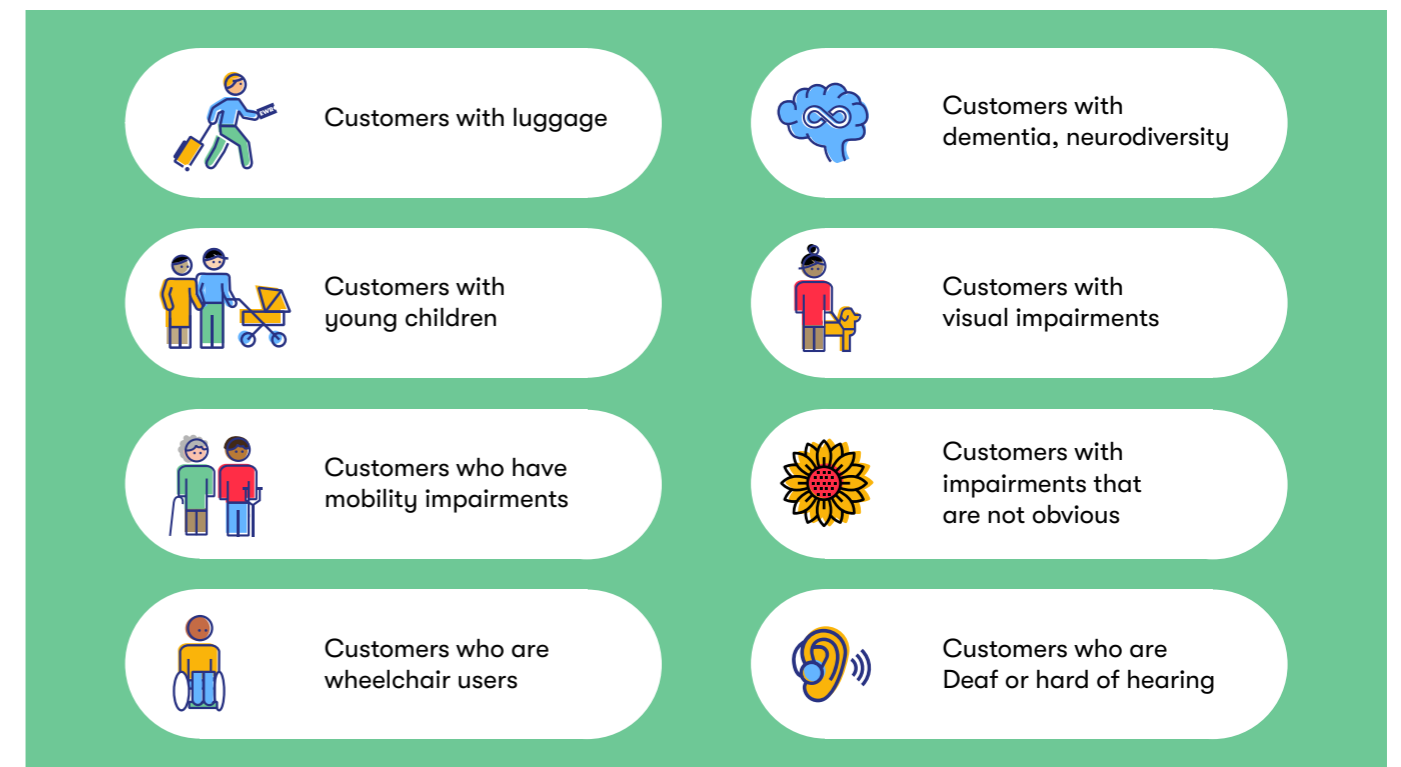 EWR
Customers with luggage
Customers with
young children
Customers who have
mobility impairments
Customers who are
wheelchair users
Customers with
dementia, neurodiversity
Customers with
visual impairments
Customers with
impairments that
are not obvious
Customers who are
Deaf or hard of hearing